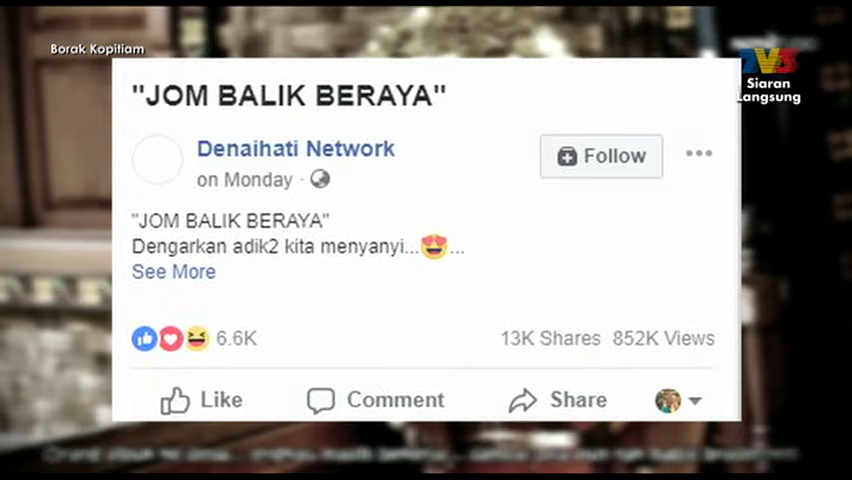 Borak Kopitiam
TV3
Siaran
Langsung
"JOM BALIK BERAYA"
Denaihati Network
Follow
on Monday
"JOM BALIK BERAYA"
Dengarkan adik2 kita menyanyi...😍...
See More
6.6K
13K Shares 852K Views
Like
Comment
Share